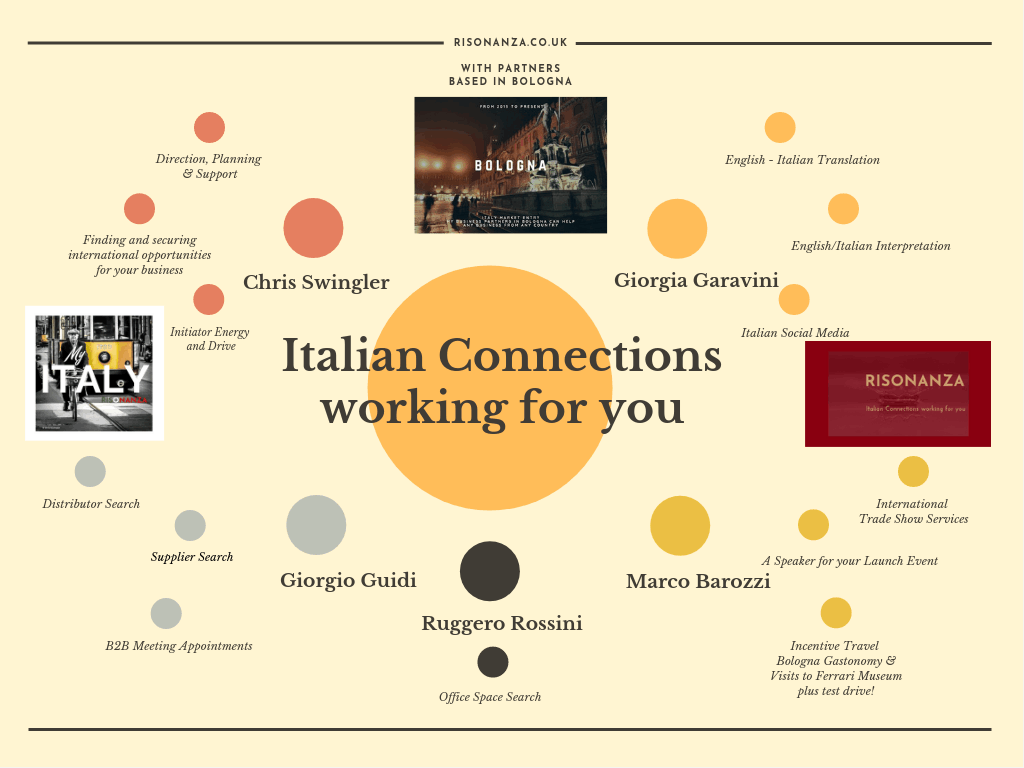 RISONANZA.CO.UK
WITH PARTNERS
BASED IN BOLOGNA
FROM 2015 TO PRESENT
BOLOGNA
ITALY MARKET ENTRY
MY BUSINESS PARTNERS IN BOLOGNA CAN HELP
ANY BUSINESS FROM ANY COUNTRY
Direction, Planning
& Support
Finding and securing
international opportunities
for your business
Chris Swingler
Initiator Energy
and Drive
English - Italian Translation
English/Italian Interpretation
Giorgia Garavini
Italian Social Media
My
ITALY
Italian Connections
working for you
RISONANZA
Italian Connections working for you
Distributor Search
Supplier Search
Giorgio Guidi
B2B Meeting Appointments
Ruggero Rossini
Office Space Search
International
Trade Show Services
A Speaker for your Launch Event
Marco Barozzi
Incentive Travel
Bologna Gastonomy &
Visits to Ferrari Museum
plus test drive!